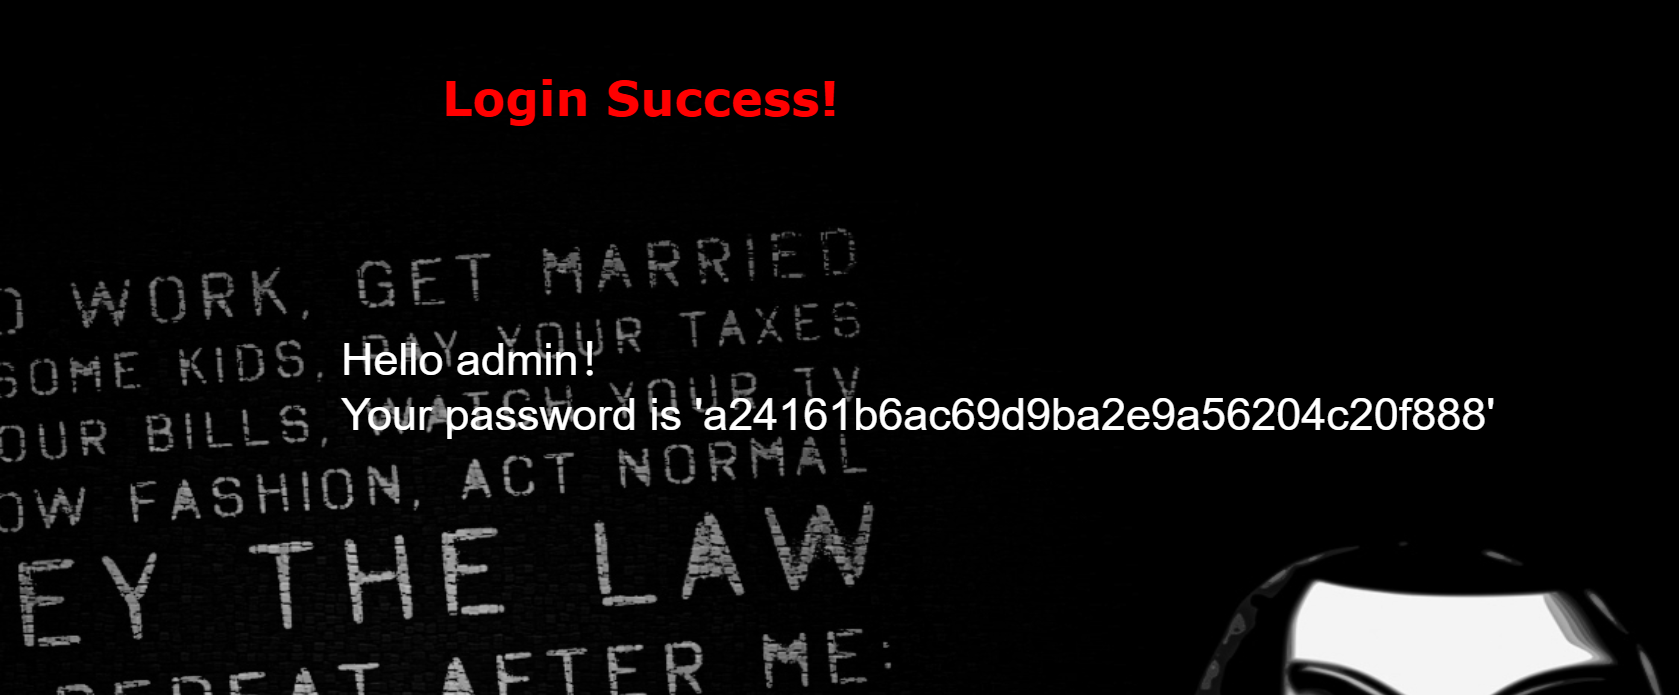 Login Success!
O WORK, GET MARRIED
SOME KIDS, PAY YOUR TAXES
OUR BILLS, WATCH YOUR TV
OW FASHION, ACT NORMAL
EY THE LAW
REPEAT AFTER ME:
Hello admin!
Your password is 'a24161b6ac69d9ba2e9a56204c20f888'